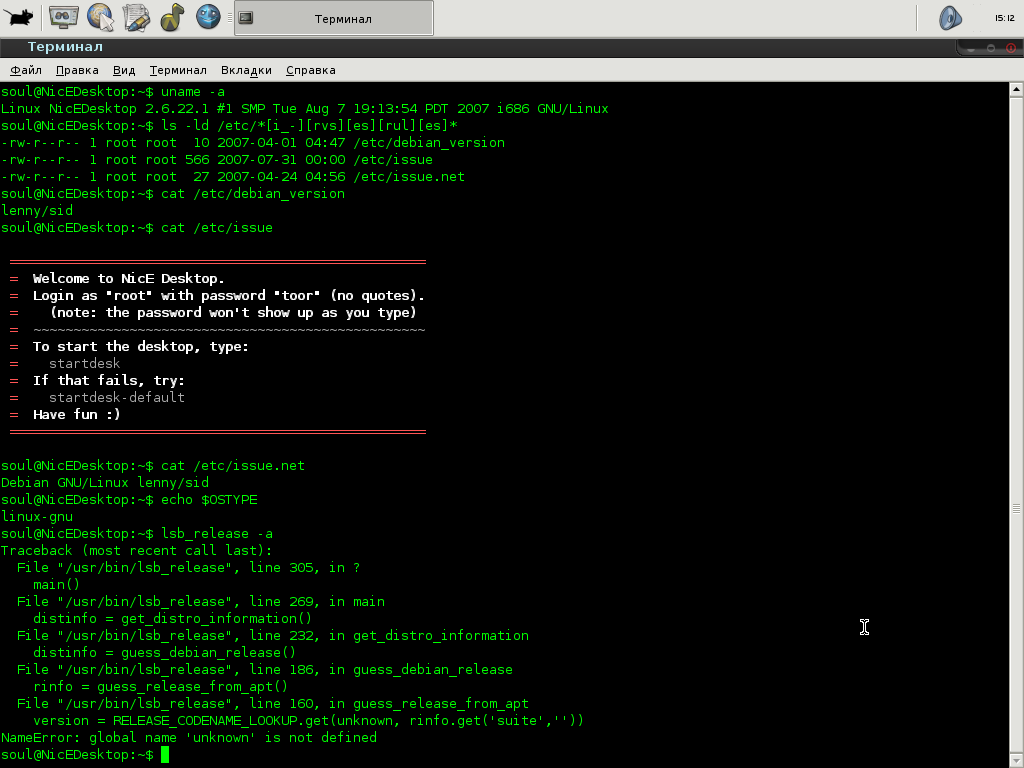 Терминал
15:12
Терминал
Файл Правка Вид Терминал Вкладки Справка
soul@NicEDesktop:~$ uname -a
Linux NicEDesktop 2.6.22.1 #1 SMP Tue Aug 7 19:13:54 PDT 2007 i686 GNU/Linux
soul@NicEDesktop:~$ ls -ld /etc/*[i_-][rvs][es][rul][es]*
-rw-r--r-- 1 root root  10 2007-04-01 04:47 /etc/debian_version
-rw-r--r-- 1 root root 566 2007-07-31 00:00 /etc/issue
-rw-r--r-- 1 root root  27 2007-04-24 04:56 /etc/issue.net
soul@NicEDesktop:~$ cat /etc/debian_version
lenny/sid
soul@NicEDesktop:~$ cat /etc/issue
====================================================
=  Welcome to NicE Desktop.
=  Login as "root" with password "toor" (no quotes).
=    (note: the password won't show up as you type)
=  ~~~~~~~~~~~~~~~~~~~~~~~~~~~~~~~~~~~~~~~~~~~~~~~~~
=  To start the desktop, type:
=    startdesk
=  If that fails, try:
=    startdesk-default
=  Have fun :)
====================================================
soul@NicEDesktop:~$ cat /etc/issue.net
Debian GNU/Linux lenny/sid
soul@NicEDesktop:~$ echo $OSTYPE
linux-gnu
soul@NicEDesktop:~$ lsb_release -a
Traceback (most recent call last):
  File "/usr/bin/lsb_release", line 305, in ?
    main()
  File "/usr/bin/lsb_release", line 269, in main
    distinfo = get_distro_information()
  File "/usr/bin/lsb_release", line 232, in get_distro_information
    distinfo = guess_debian_release()
  File "/usr/bin/lsb_release", line 186, in guess_debian_release
    rinfo = guess_release_from_apt()
  File "/usr/bin/lsb_release", line 160, in guess_release_from_apt
    version = RELEASE_CODENAME_LOOKUP.get(unknown, rinfo.get('suite',''))
NameError: global name 'unknown' is not defined
soul@NicEDesktop:~$